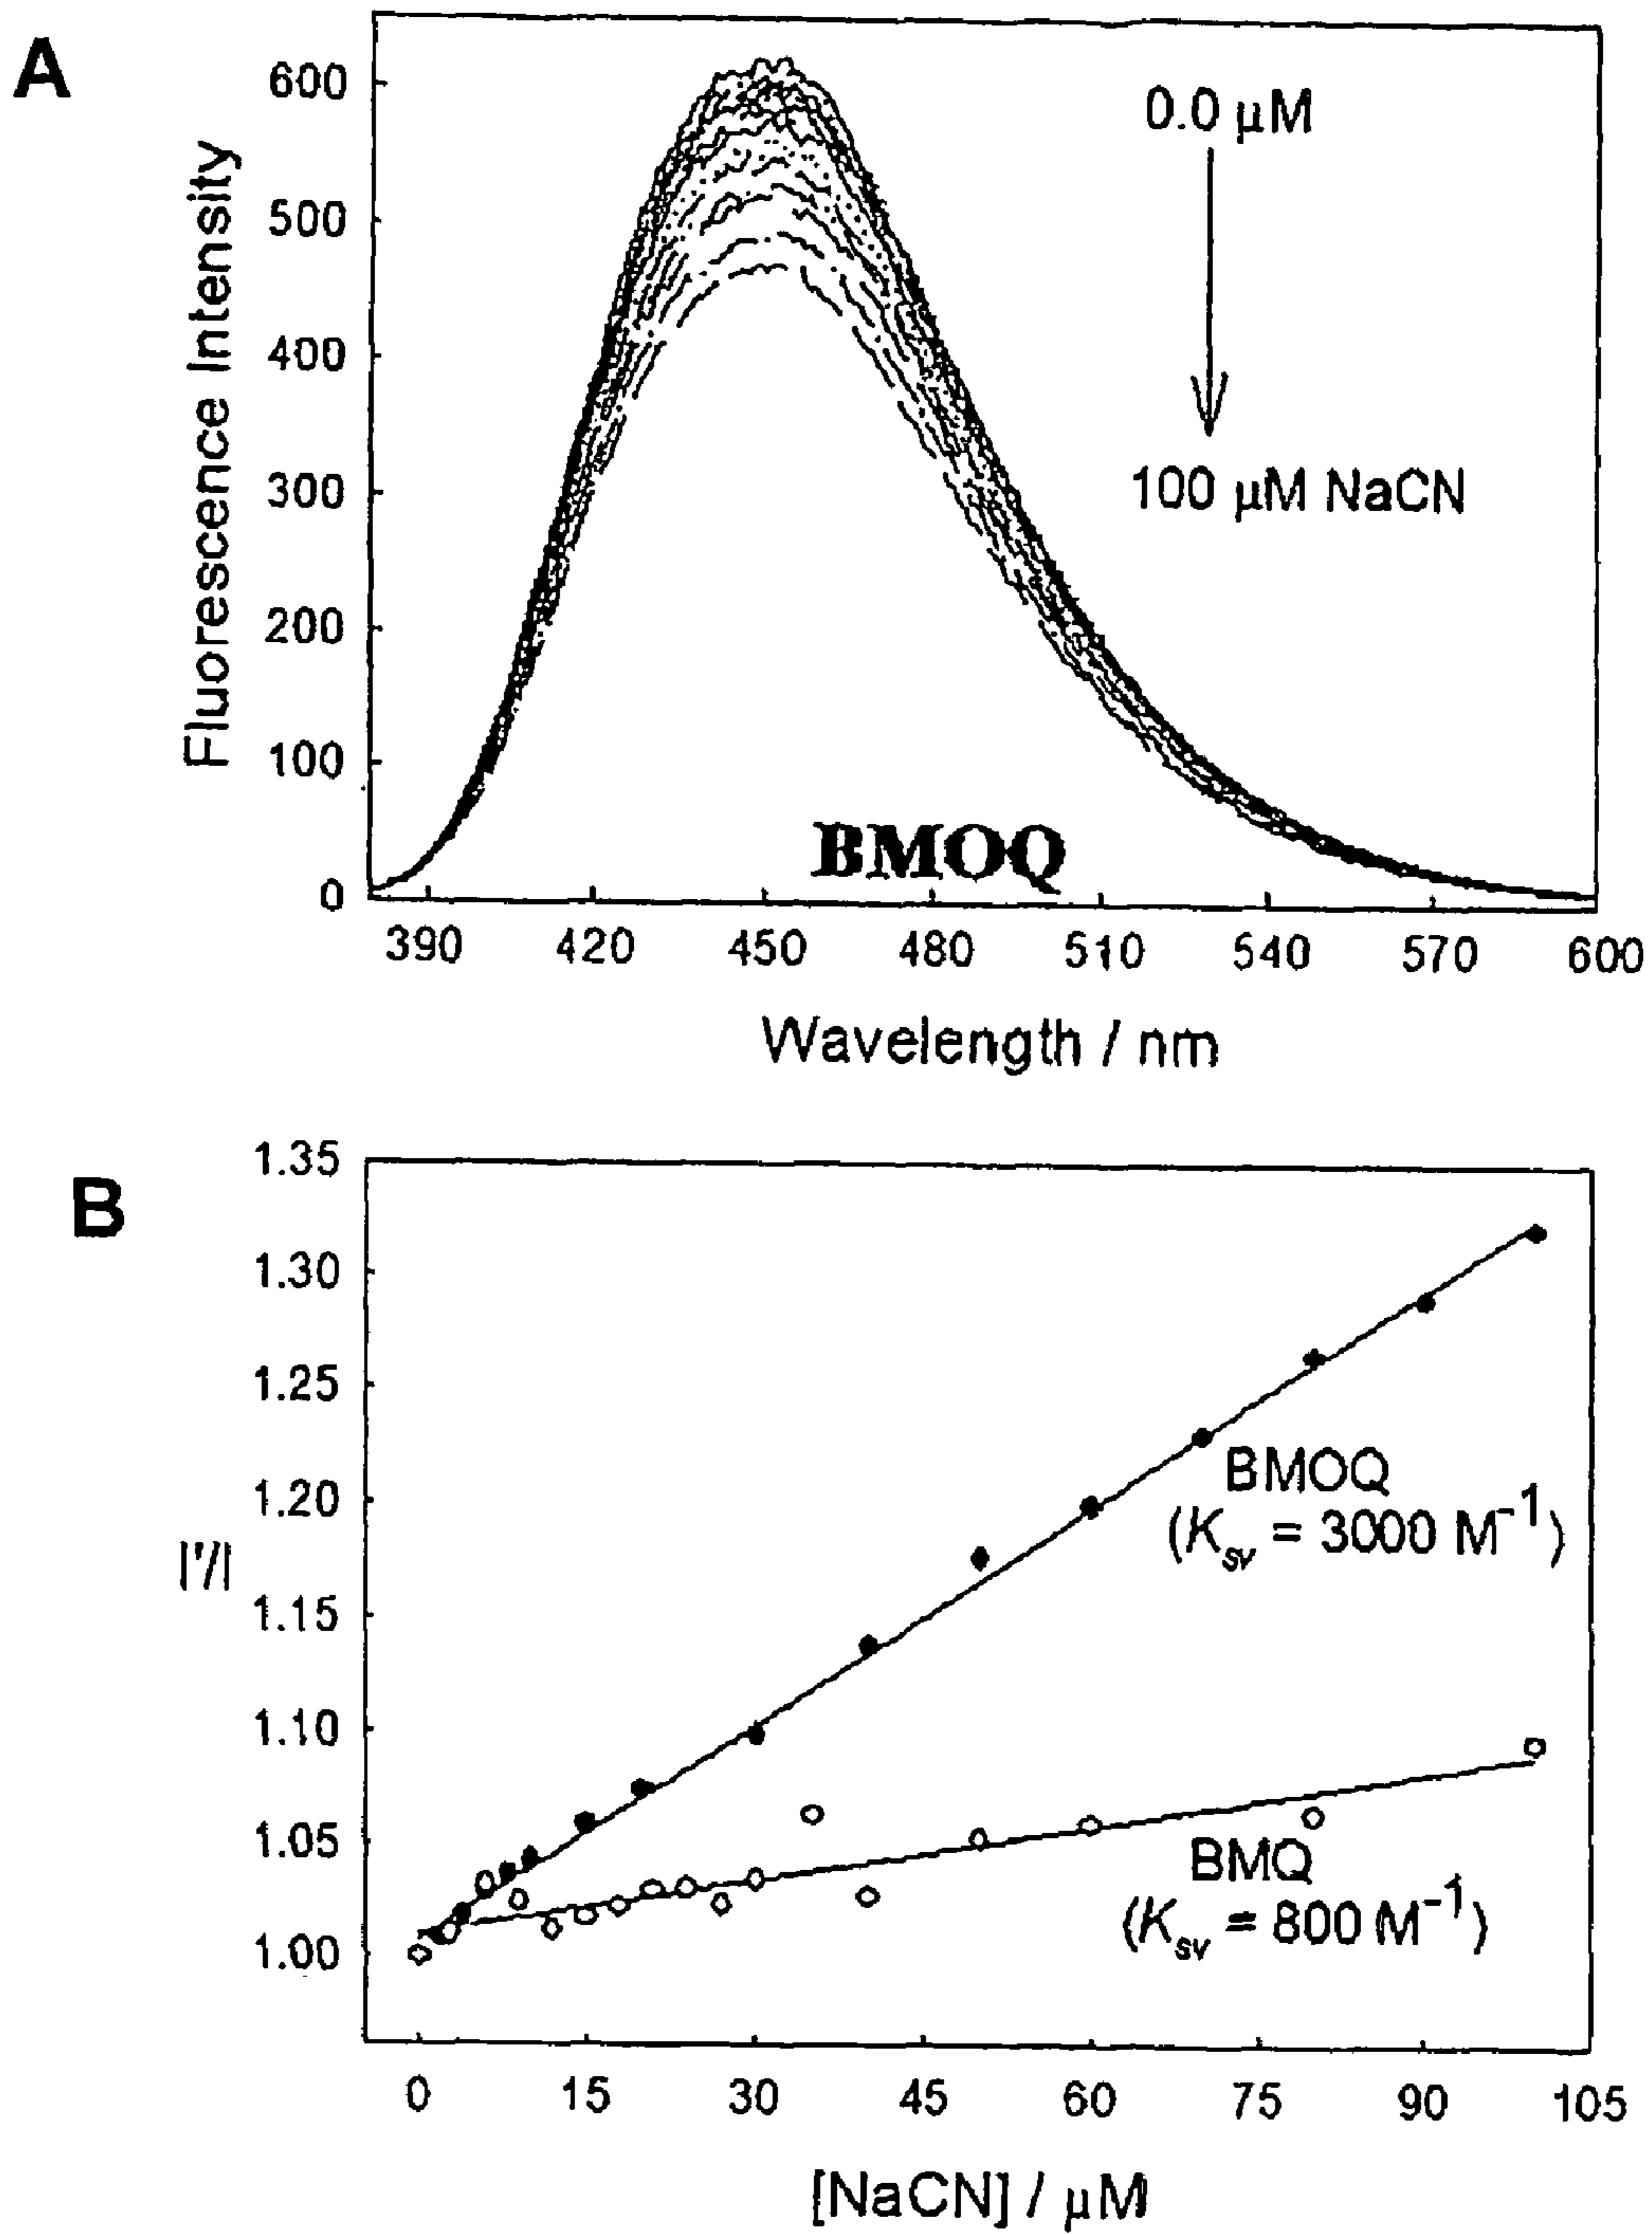 A
600
500
400
300
200
100
0
Fluorescence Intensity
0.0 μM
100 μM NaCN
BMOQ
390 420 450 480 510 540 570 600
Wavelength / nm
B
1.35
1.30
1.25
1.20
1.15
1.10
1.05
1.00
I'/I
BMOQ
(Ksv = 3000 M⁻¹)
BMQ
(Ksv = 800 M⁻¹)
0 15 30 45 60 75 90 105
[NaCN] / μM